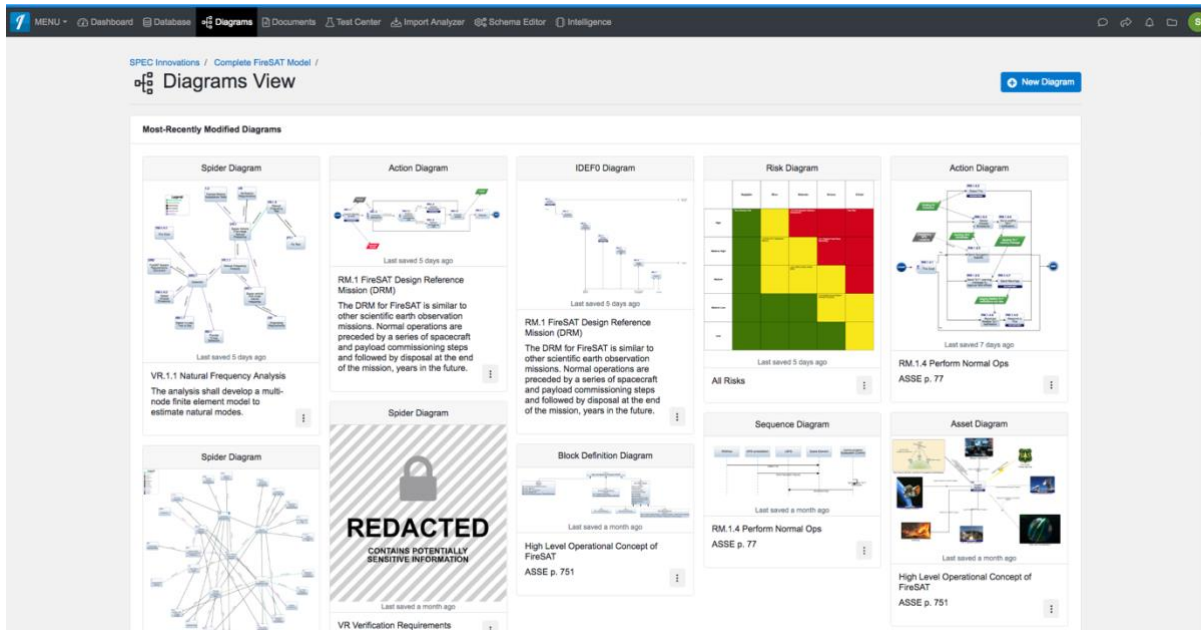 MENU Dashboard Database Diagrams Documents Test Center Import Analyzer Schema Editor Intelligence
S
SPEC Innovations / Complete FireSAT Model /
Diagrams View
New Diagram
Most-Recently Modified Diagrams
Spider Diagram
Last saved 5 days ago
VR.1.1 Natural Frequency Analysis
The analysis shall develop a multi-
node finite element model to
estimate natural modes.
Spider Diagram
Action Diagram
Last saved 5 days ago
RM.1 FireSAT Design Reference
Mission (DRM)
The DRM for FireSAT is similar to
other scientific earth observation
missions. Normal operations are
preceded by a series of spacecraft
and payload commissioning steps
and followed by disposal at the end
of the mission, years in the future.
Spider Diagram
REDACTED
CONTAINS POTENTIALLY
SENSITIVE INFORMATION
Last saved a month ago
VR Verification Requirements
IDEF0 Diagram
Last saved 5 days ago
RM.1 FireSAT Design Reference
Mission (DRM)
The DRM for FireSAT is similar to
other scientific earth observation
missions. Normal operations are
preceded by a series of spacecraft
and payload commissioning steps
and followed by disposal at the end
of the mission, years in the future.
Block Definition Diagram
Last saved a month ago
High Level Operational Concept of
FireSAT
ASSE p. 751
Risk Diagram
Last saved 5 days ago
All Risks
Sequence Diagram
Last saved a month ago
RM.1.4 Perform Normal Ops
ASSE p. 77
Action Diagram
Last saved 7 days ago
RM.1.4 Perform Normal Ops
ASSE p. 77
Asset Diagram
Last saved a month ago
High Level Operational Concept of
FireSAT
ASSE p. 751